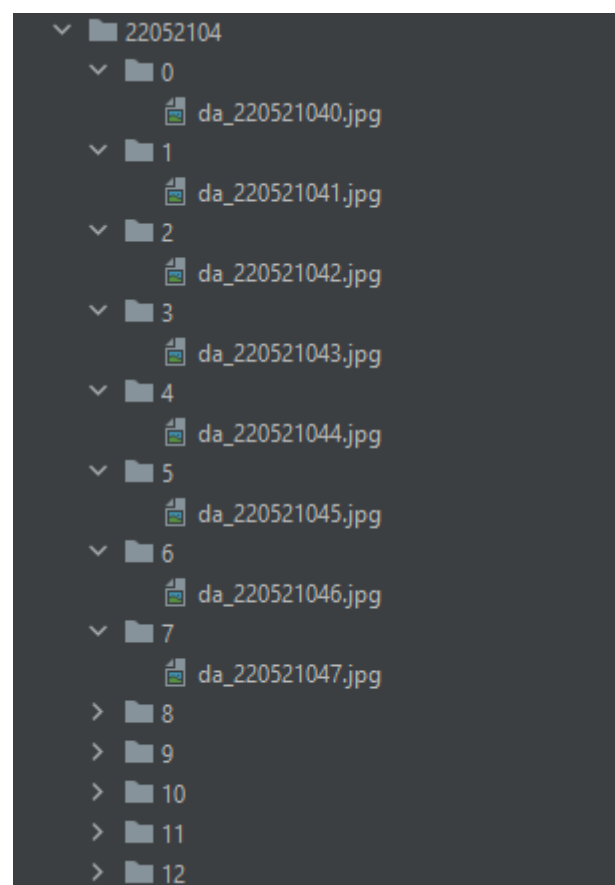 22052104
0
da_220521040.jpg
1
da_220521041.jpg
2
da_220521042.jpg
3
da_220521043.jpg
4
da_220521044.jpg
5
da_220521045.jpg
6
da_220521046.jpg
7
da_220521047.jpg
8
9
10
11
12